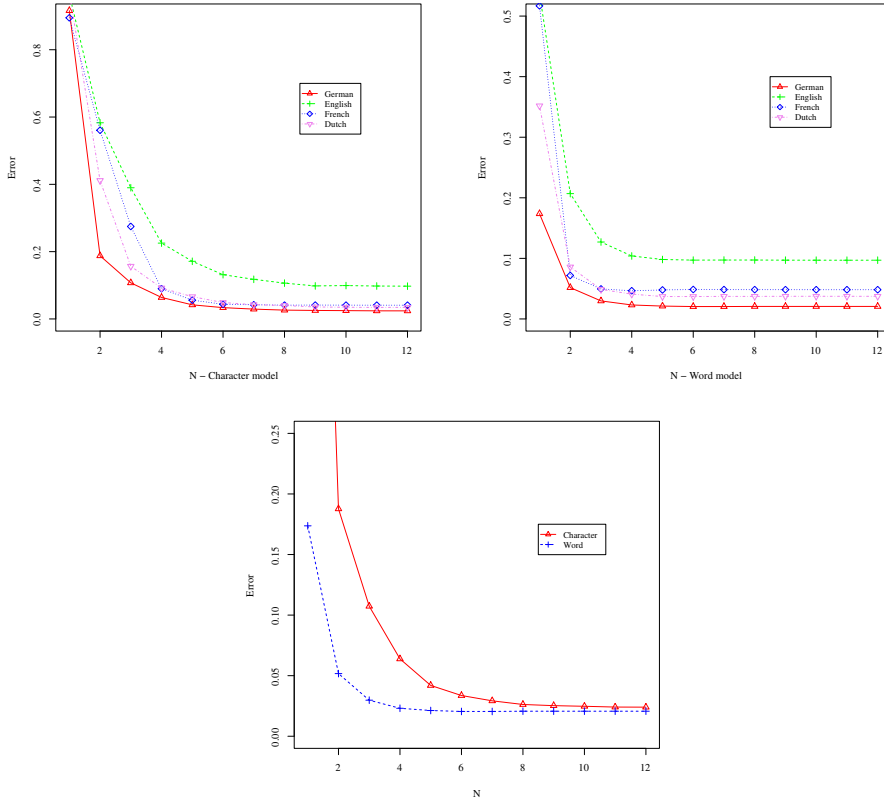 0.0 0.2 0.4 0.6 0.8
Error
2 4 6 8 10 12
N − Character model
German
English
French
Dutch
0.0 0.1 0.2 0.3 0.4 0.5
Error
2 4 6 8 10 12
N − Word model
German
English
French
Dutch
0.00 0.05 0.10 0.15 0.20 0.25
Error
2 4 6 8 10 12
N
Character
Word